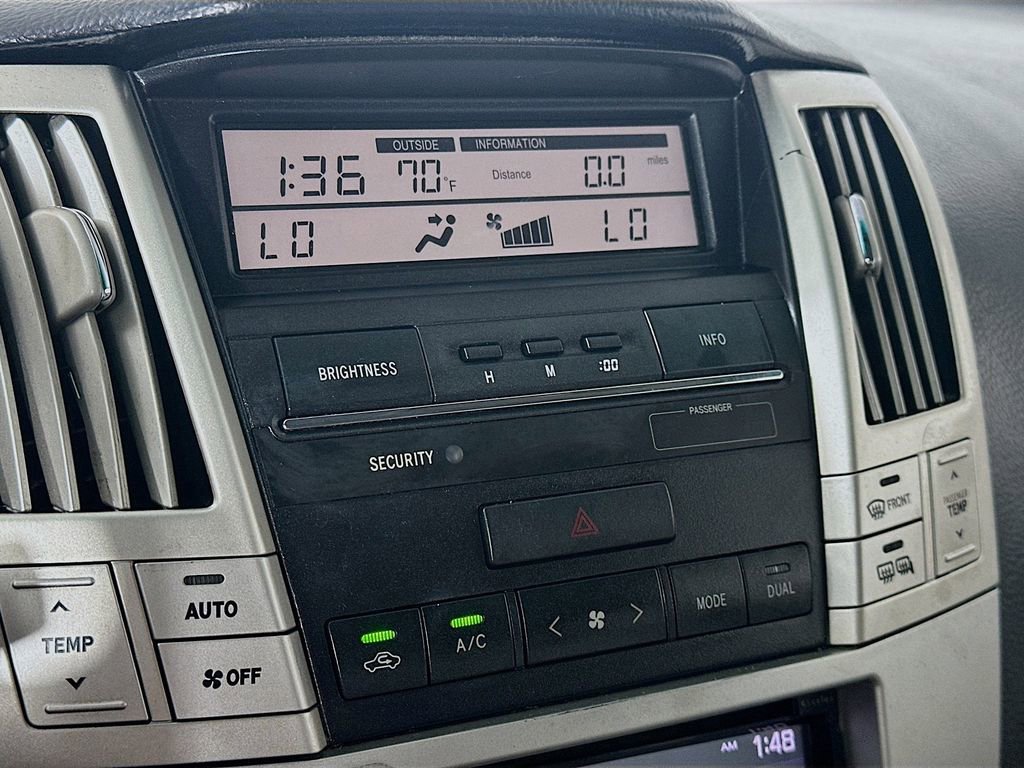 OUTSIDE INFORMATION
1:36 70°F Distance 0.0 miles
LO LO
BRIGHTNESS H M :00 INFO
PASSENGER
SECURITY
FRONT
PASSENGER
TEMP
AUTO
TEMP
OFF
A/C MODE DUAL
AM 1:48